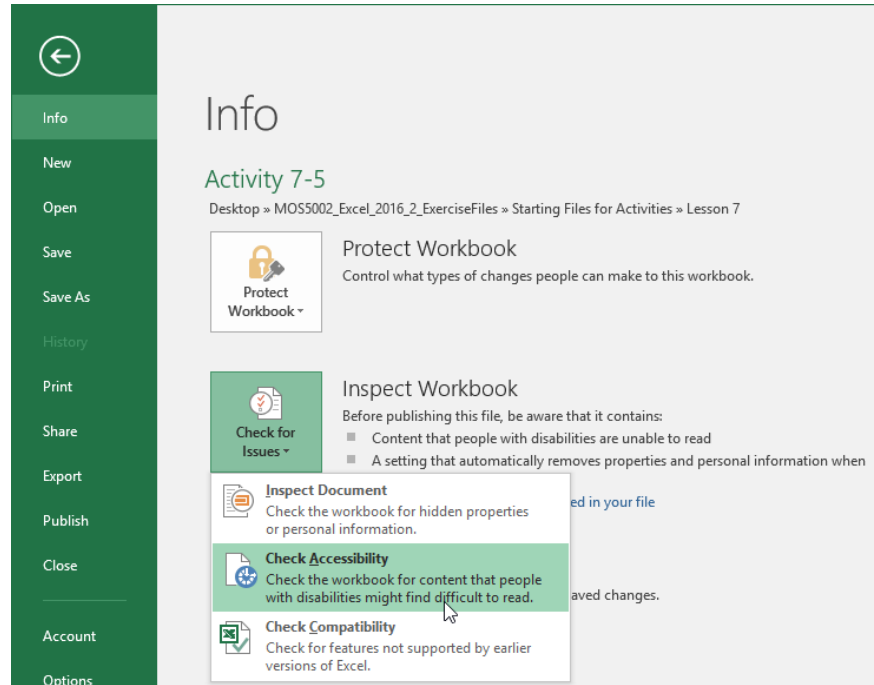 Info
New
Open
Save
Save As
History
Print
Share
Export
Publish
Close
Account
Options
Info
Activity 7-5
Desktop » MOS5002_Excel_2016_2_ExerciseFiles » Starting Files for Activities » Lesson 7
Protect
Workbook
Protect Workbook
Control what types of changes people can make to this workbook.
Check for
Issues
Inspect Workbook
Before publishing this file, be aware that it contains:
Content that people with disabilities are unable to read
A setting that automatically removes properties and personal information when
ed in your file
aved changes.
Inspect Document
Check the workbook for hidden properties
or personal information.
Check Accessibility
Check the workbook for content that people
with disabilities might find difficult to read.
Check Compatibility
Check for features not supported by earlier
versions of Excel.